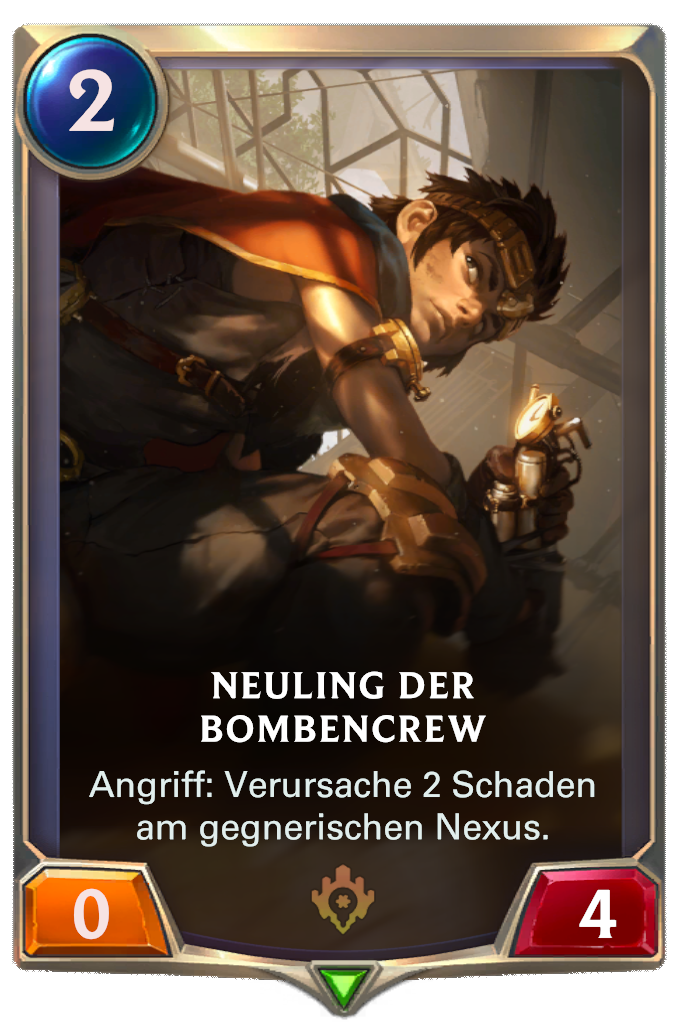 2
NEULING DER
BOMBENCREW
Angriff: Verursache 2 Schaden
am gegnerischen Nexus.
0
4